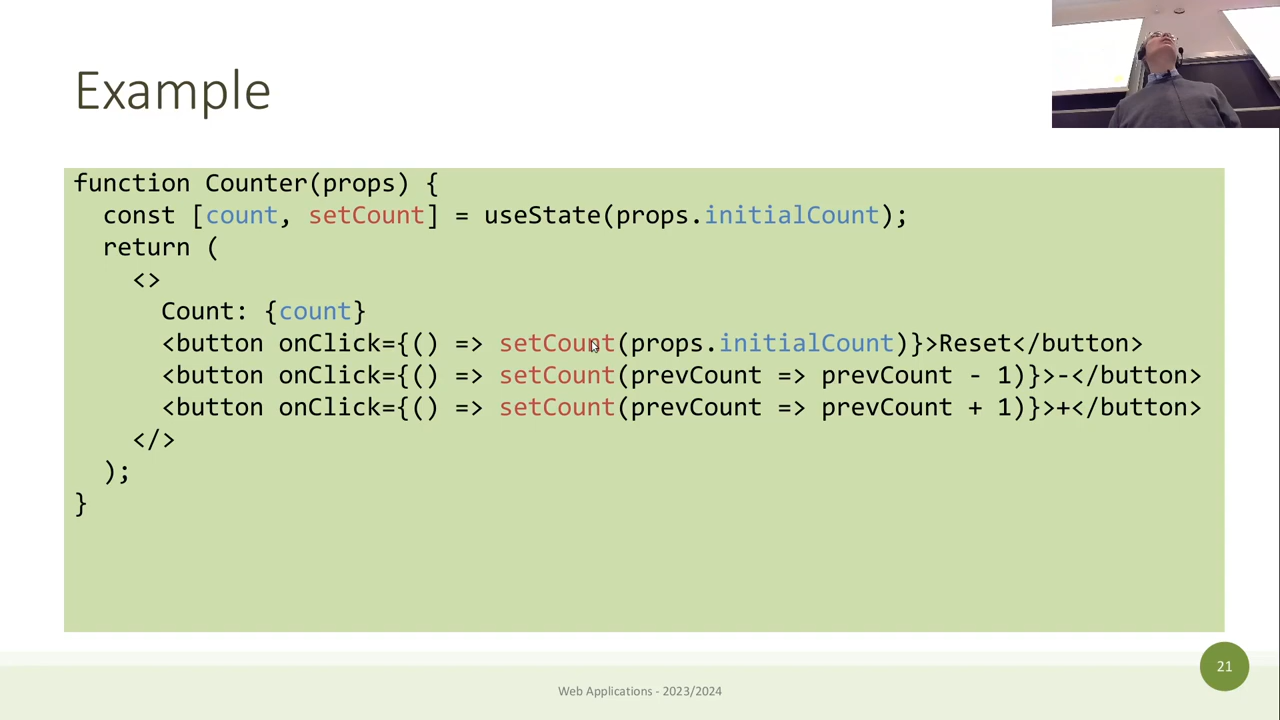 Example
function Counter(props) {
  const [count, setCount] = useState(props.initialCount);
  return (
    <>
      Count: {count}
      <button onClick={() => setCount(props.initialCount)}>Reset</button>
      <button onClick={() => setCount(prevCount => prevCount - 1)}>-</button>
      <button onClick={() => setCount(prevCount => prevCount + 1)}>+</button>
    </>
  );
}
21
Web Applications - 2023/2024